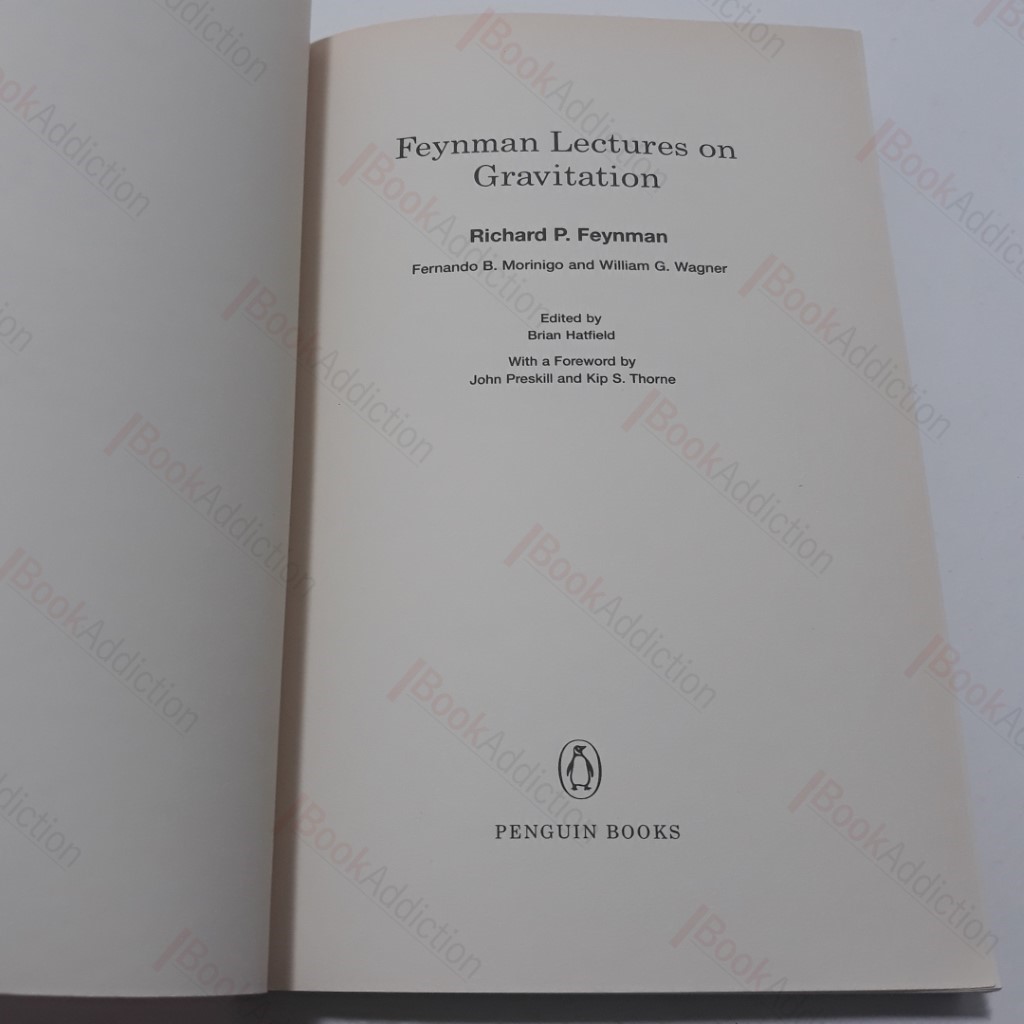 Feynman Lectures on
Gravitation
Richard P. Feynman
Fernando B. Morinigo and William G. Wagner
Edited by
Brian Hatfield
With a Foreword by
John Preskill and Kip S. Thorne
PENGUIN BOOKS
BookAddiction